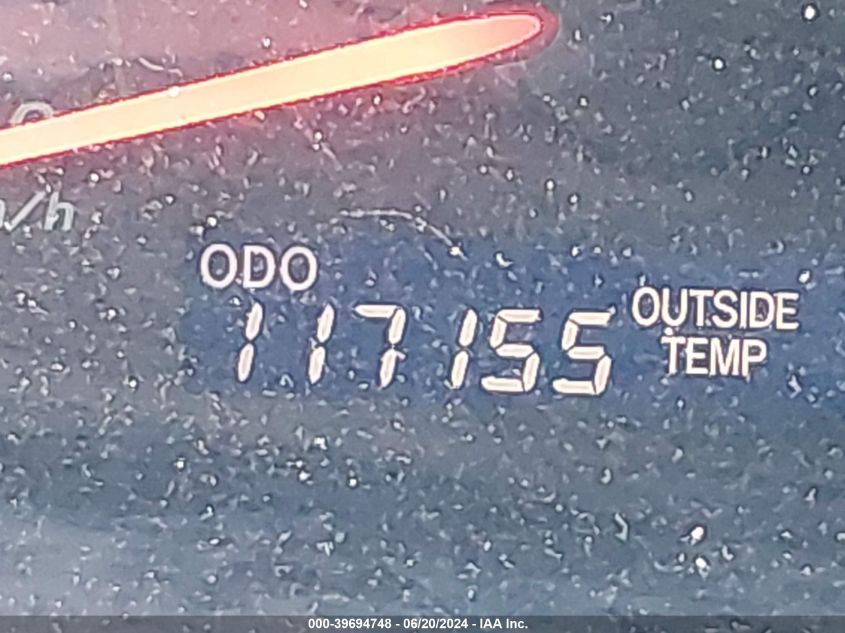 /h
ODO
117155
OUTSIDE
TEMP
000-39694748 - 06/20/2024 - IAA Inc.